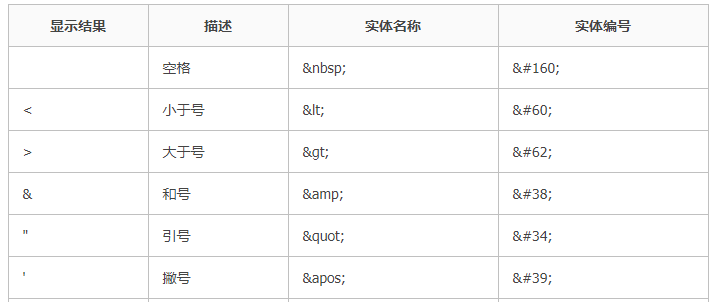 显示结果 描述 实体名称 实体编号
空格 &nbsp; &#160;
< 小于号 &lt; &#60;
> 大于号 &gt; &#62;
& 和号 &amp; &#38;
" 引号 &quot; &#34;
' 撇号 &apos; &#39;